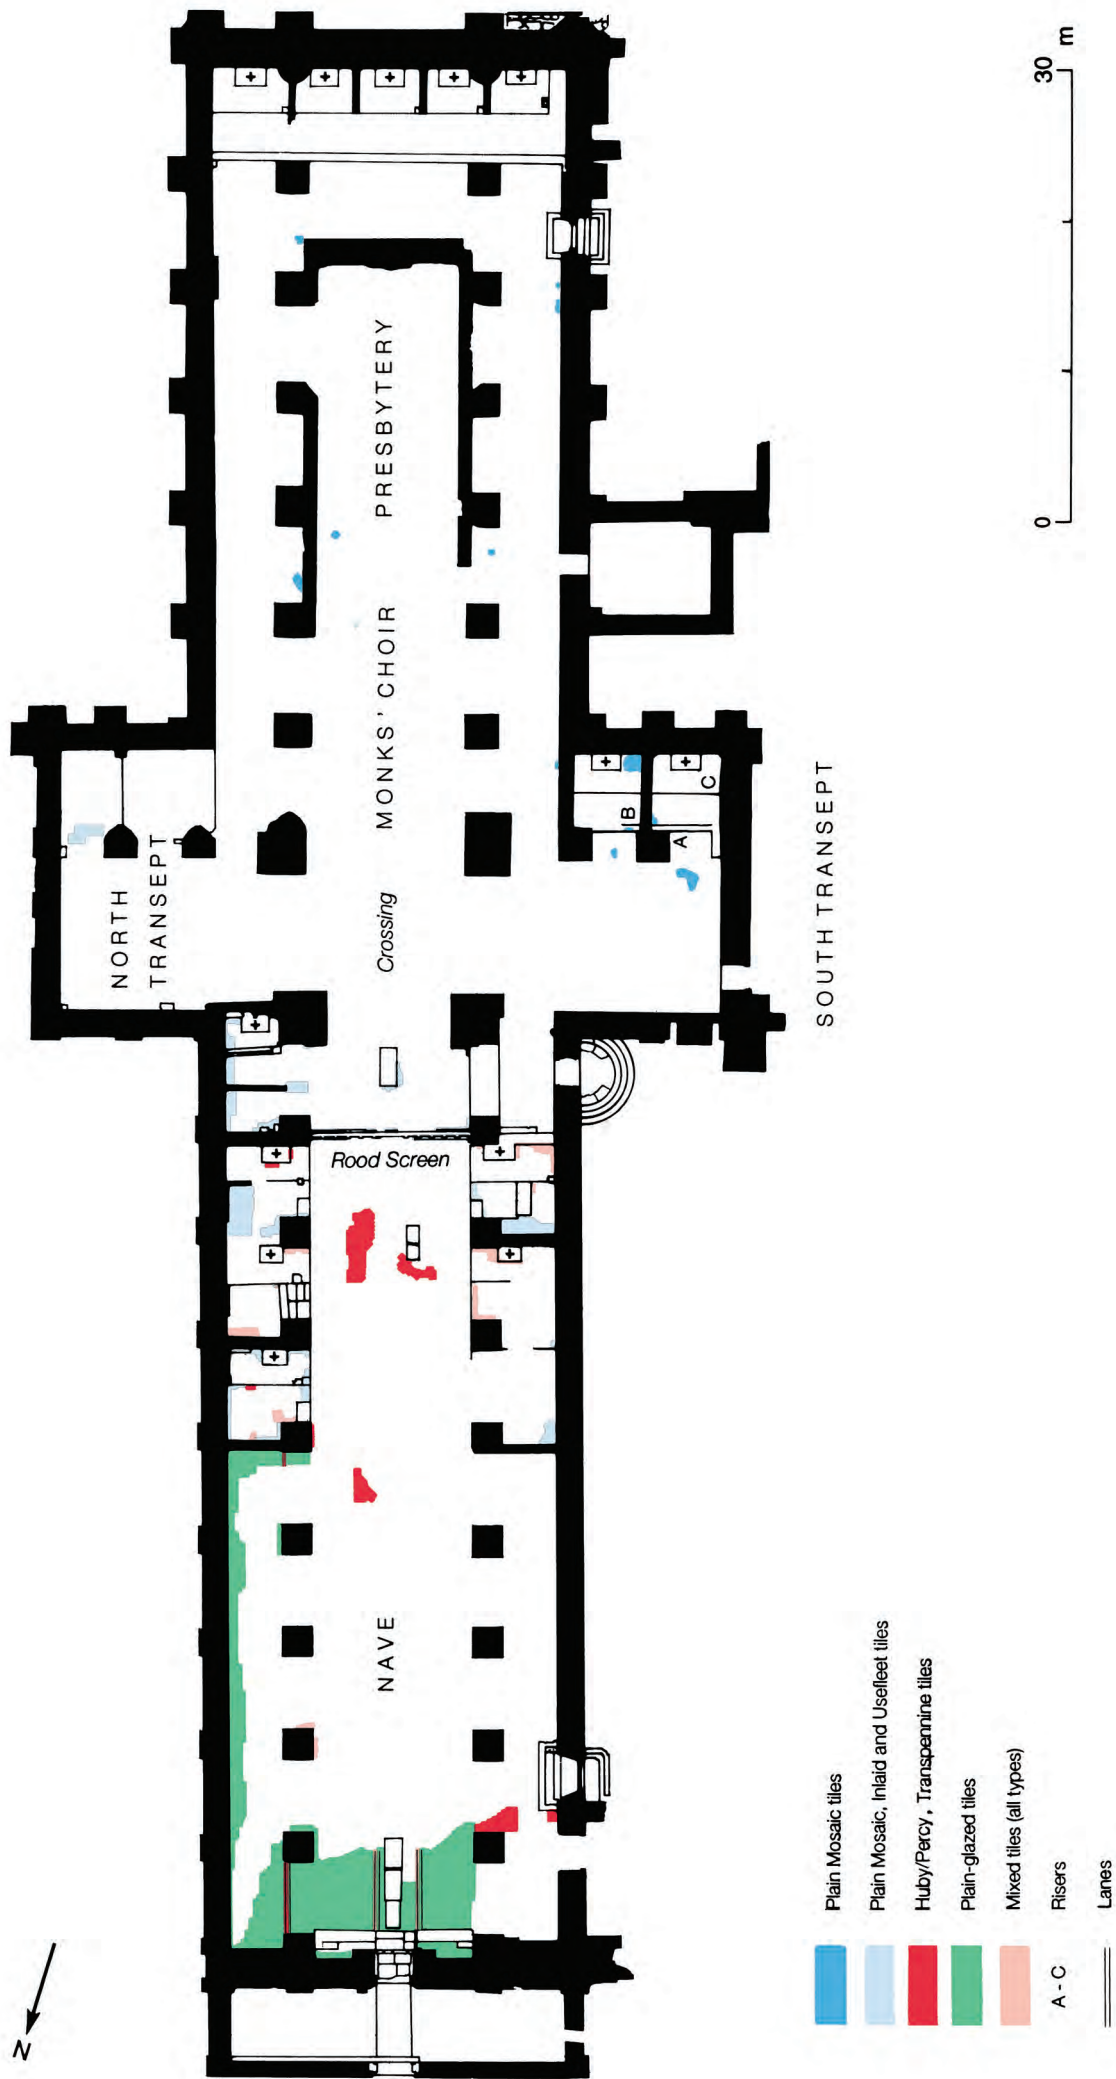 N
NORTH
TRANSEPT
Crossing
MONKS' CHOIR
PRESBYTERY
SOUTH TRANSEPT
A
B
C
Rood Screen
NAVE
0
30 m
Plain Mosaic tiles
Plain Mosaic, Inlaid and Usefleet tiles
Huby/Percy, Transpennine tiles
Plain-glazed tiles
Mixed tiles (all types)
A - C Risers
Lanes